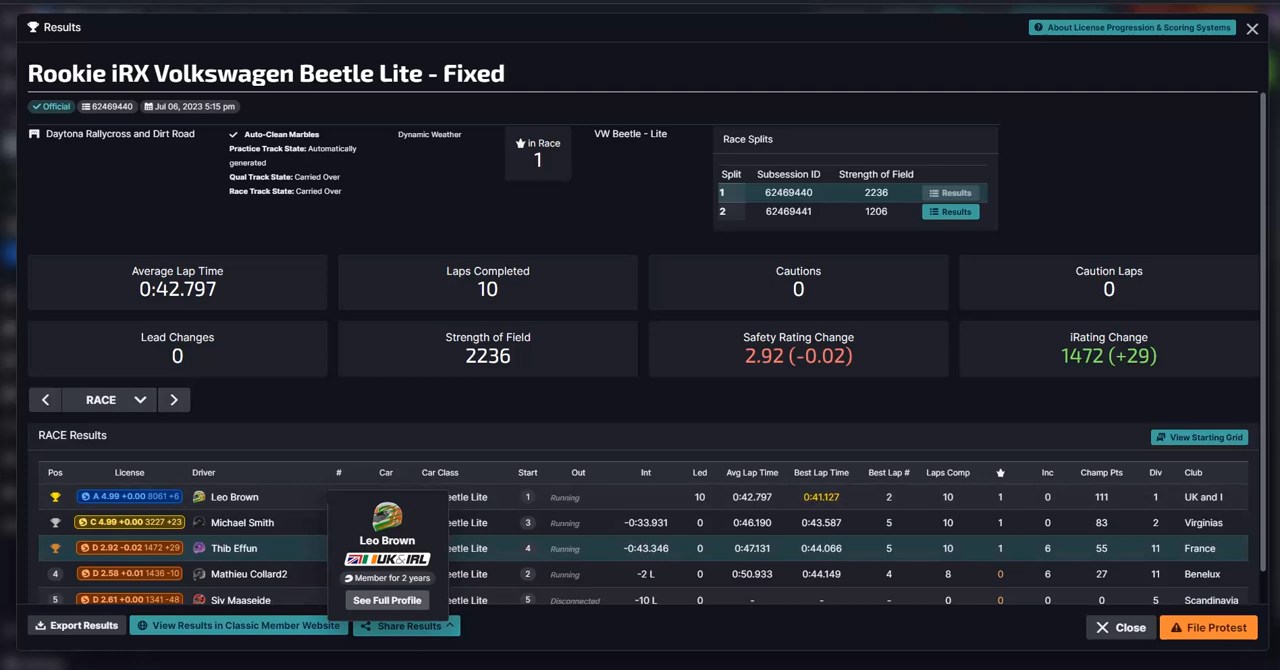 Results
About License Progression & Scoring Systems
Rookie iRX Volkswagen Beetle Lite - Fixed
Official 62469440 Jul 06, 2023 5:15 pm
Daytona Rallycross and Dirt Road
Auto-Clean Marbles
Practice Track State: Automatically
generated
Qual Track State: Carried Over
Race Track State: Carried Over
Dynamic Weather
in Race
1
VW Beetle - Lite
Race Splits
Split Subsession ID Strength of Field
1 62469440 2236 Results
2 62469441 1206 Results
Average Lap Time
0:42.797
Laps Completed
10
Cautions
0
Caution Laps
0
Lead Changes
0
Strength of Field
2236
Safety Rating Change
2.92 (-0.02)
iRating Change
1472 (+29)
RACE
RACE Results
View Starting Grid
Pos License Driver # Car Car Class Start Out Int Led Avg Lap Time Best Lap Time Best Lap # Laps Comp Inc Champ Pts Div Club
A 4.99 +0.00 8061 +6 Leo Brown eetle Lite 1 Running 10 0:42.797 0:41.127 2 10 1 0 111 1 UK and I
C 4.99 +0.00 3227 +23 Michael Smith eetle Lite 3 Running -0:33.931 0 0:46.190 0:43.587 5 10 1 0 83 2 Virginias
D 2.92 -0.02 1472 +29 Thib Effun eetle Lite 4 Running -0:43.346 0 0:47.131 0:44.066 5 10 1 6 55 11 France
4 D 2.58 +0.01 1436 -10 Mathieu Collard2 eetle Lite 2 Running -2 L 0 0:50.933 0:44.149 4 8 0 6 27 11 Benelux
5 D 2.61 +0.00 1341 -48 Siv Maaseide eetle Lite 5 Disconnected -10 L 0 - - - 0 0 0 0 5 Scandinavia
Leo Brown
UK&IRL
Member for 2 years
See Full Profile
Export Results
View Results in Classic Member Website
Share Results
Close
File Protest